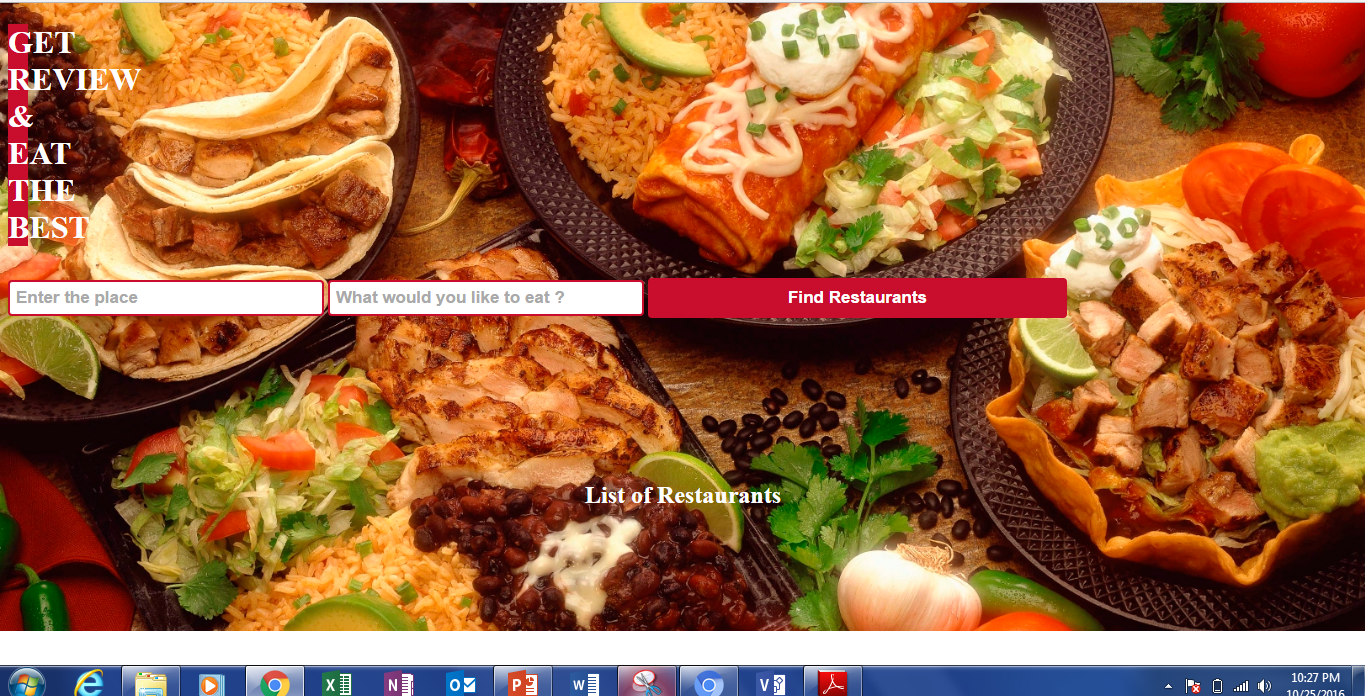 GET
REVIEW
&
EAT
THE
BEST
Enter the place
What would you like to eat ?
Find Restaurants
List of Restaurants
10:27 PM
10/25/2016